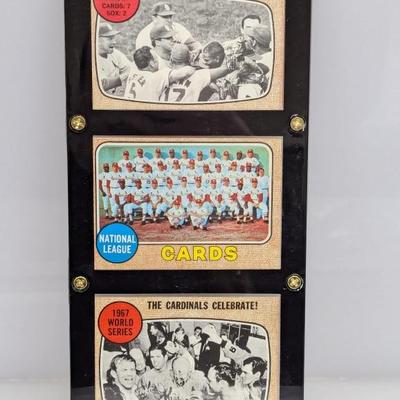 CARDS: 7
SOX: 2
NATIONAL
LEAGUE
CARDS
THE CARDINALS CELEBRATE!
1967
WORLD
SERIES